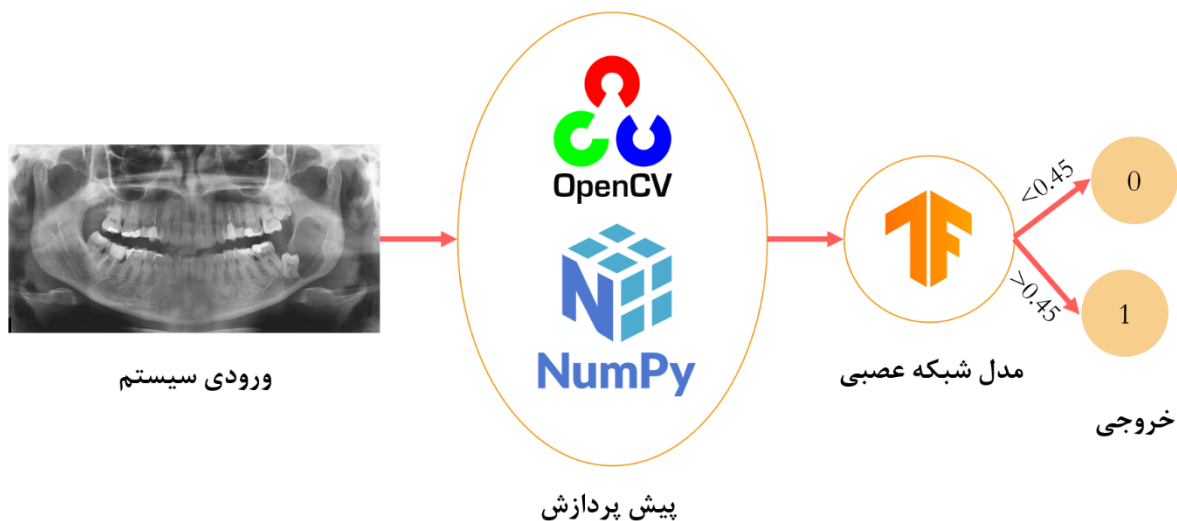 OpenCV
NumPy
<0.45
>0.45
0
1
ورودی سیستم
پیش پردازش
مدل شبکه عصبی
خروجی